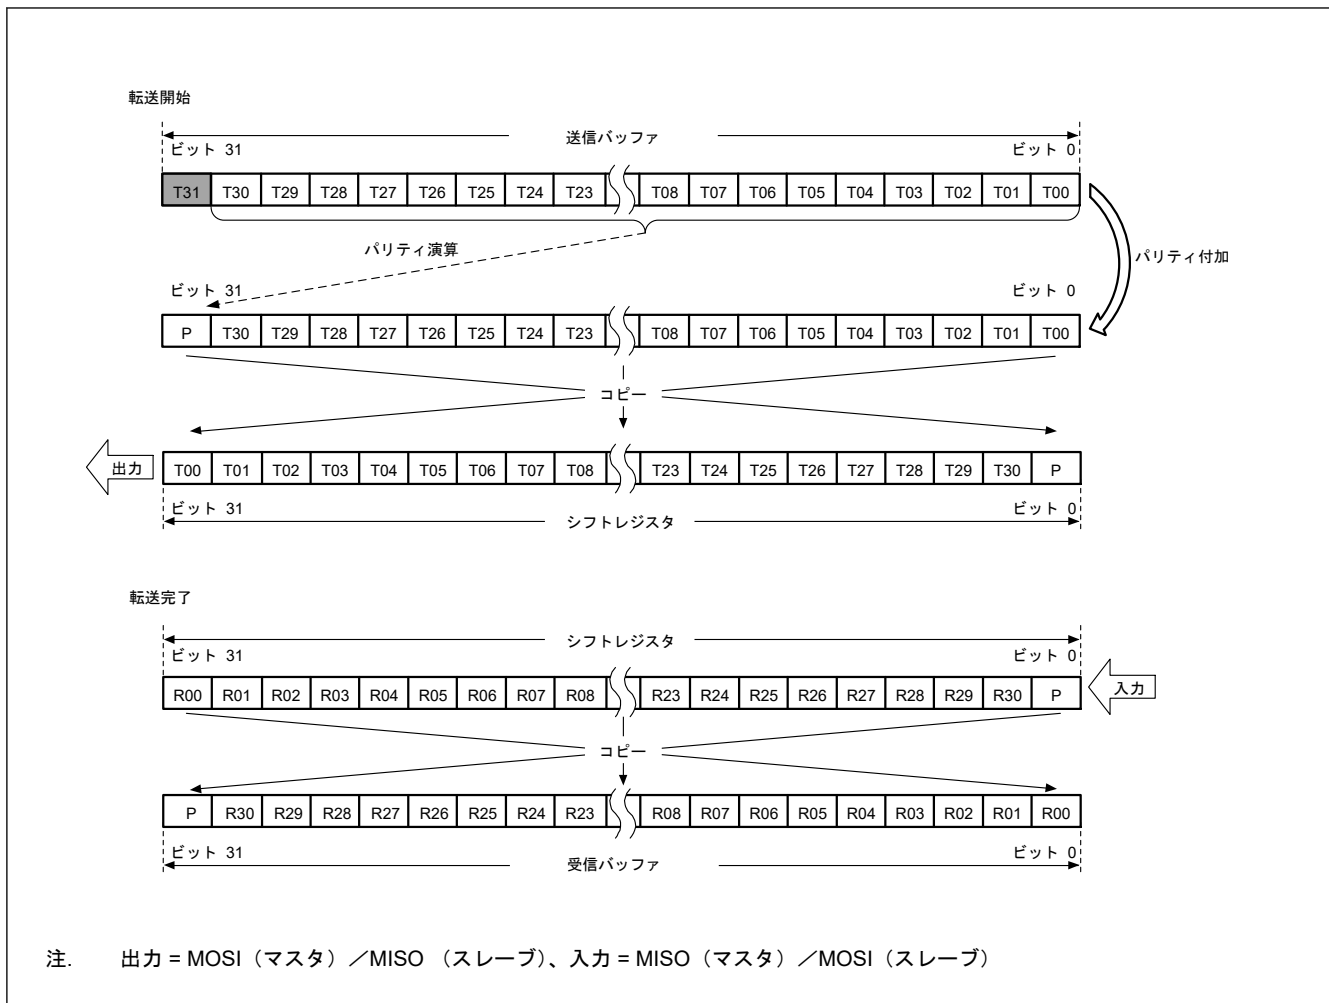 転送開始
送信バッファ
ビット 31 ビット 0
T31 T30 T29 T28 T27 T26 T25 T24 T23 T08 T07 T06 T05 T04 T03 T02 T01 T00
パリティ演算
パリティ付加
ビット 31 ビット 0
P T30 T29 T28 T27 T26 T25 T24 T23 T08 T07 T06 T05 T04 T03 T02 T01 T00
コピー
出力 T00 T01 T02 T03 T04 T05 T06 T07 T08 T23 T24 T25 T26 T27 T28 T29 T30 P
ビット 31 ビット 0
シフトレジスタ
転送完了
シフトレジスタ
ビット 31 ビット 0
R00 R01 R02 R03 R04 R05 R06 R07 R08 R23 R24 R25 R26 R27 R28 R29 R30 P 入力
コピー
P R30 R29 R28 R27 R26 R25 R24 R23 R08 R07 R06 R05 R04 R03 R02 R01 R00
ビット 31 ビット 0
受信バッファ
注. 出力 = MOSI（マスタ）／MISO （スレーブ）、入力 = MISO（マスタ）／MOSI（スレーブ）